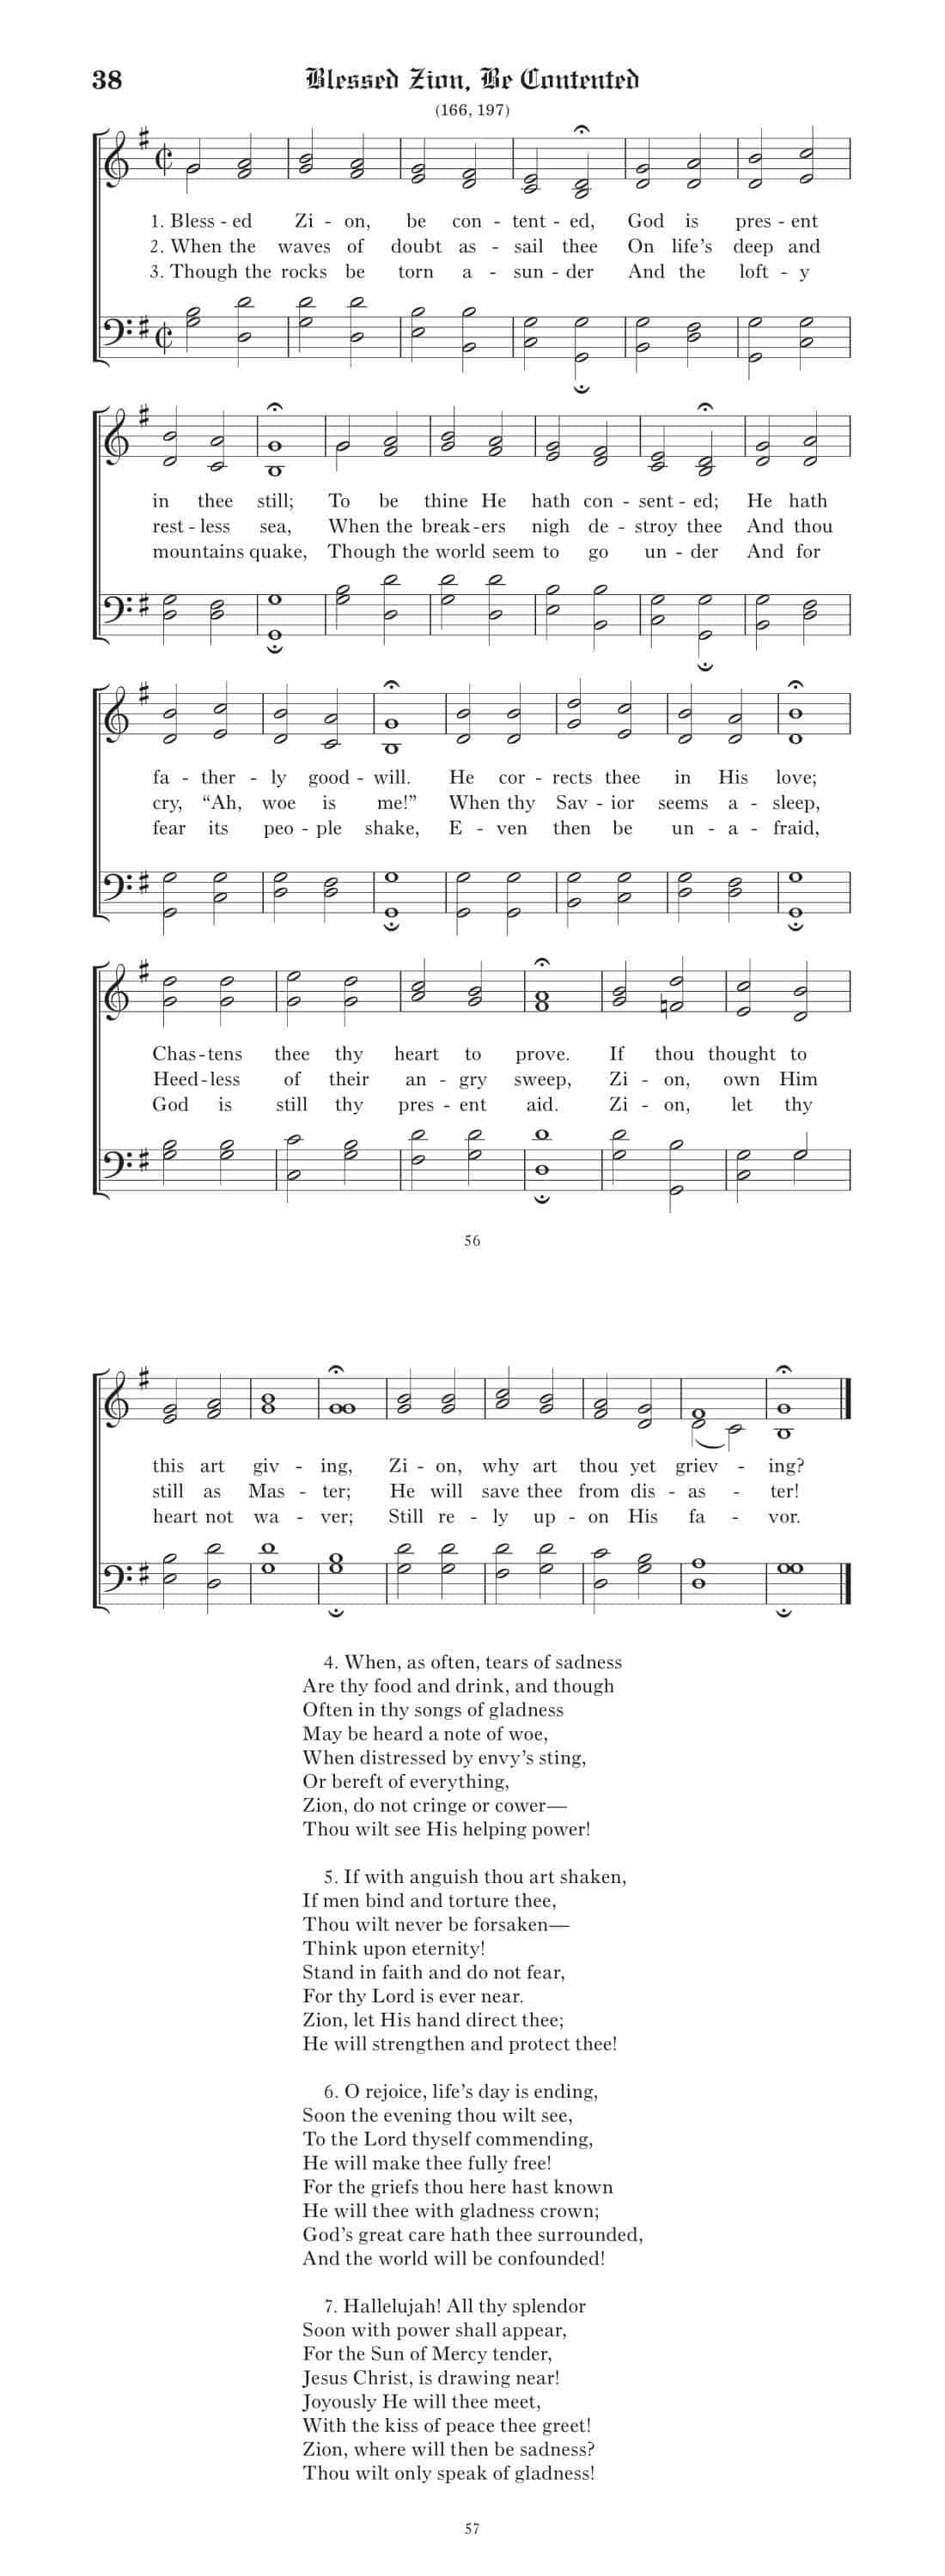 38 Blessed Zion, Be Contented
(166, 197)
1. Bless - ed Zi - on, be con - tent - ed, God is pres - ent
2. When the waves of doubt as - sail thee On life’s deep and
3. Though the rocks be torn a - sun - der And the loft - y
in thee still; To be thine He hath con - sent - ed; He hath
rest - less sea, When the break - ers nigh de - stroy thee And thou
mountains quake, Though the world seem to go un - der And for
fa - ther - ly good - will. He cor - rects thee in His love;
cry, “Ah, woe is me!” When thy Sav - ior seems a - sleep,
fear its peo - ple shake, E - ven then be un - a - fraid,
Chas - tens thee thy heart to prove. If thou thought to
Heed - less of their an - gry sweep, Zi - on, own Him
God is still thy pres - ent aid. Zi - on, let thy
56
this art giv - ing, Zi - on, why art thou yet griev - ing?
still as Mas - ter; He will save thee from dis - as - ter!
heart not wa - ver; Still re - ly up - on His fa - vor.
4. When, as often, tears of sadness
Are thy food and drink, and though
Often in thy songs of gladness
May be heard a note of woe,
When distressed by envy’s sting,
Or bereft of everything,
Zion, do not cringe or cower—
Thou wilt see His helping power!
5. If with anguish thou art shaken,
If men bind and torture thee,
Thou wilt never be forsaken—
Think upon eternity!
Stand in faith and do not fear,
For thy Lord is ever near.
Zion, let His hand direct thee;
He will strengthen and protect thee!
6. O rejoice, life’s day is ending,
Soon the evening thou wilt see,
To the Lord thyself commending,
He will make thee fully free!
For the griefs thou here hast known
He will thee with gladness crown;
God’s great care hath thee surrounded,
And the world will be confounded!
7. Hallelujah! All thy splendor
Soon with power shall appear,
For the Sun of Mercy tender,
Jesus Christ, is drawing near!
Joyously He will thee meet,
With the kiss of peace thee greet!
Zion, where will then be sadness?
Thou wilt only speak of gladness!
57